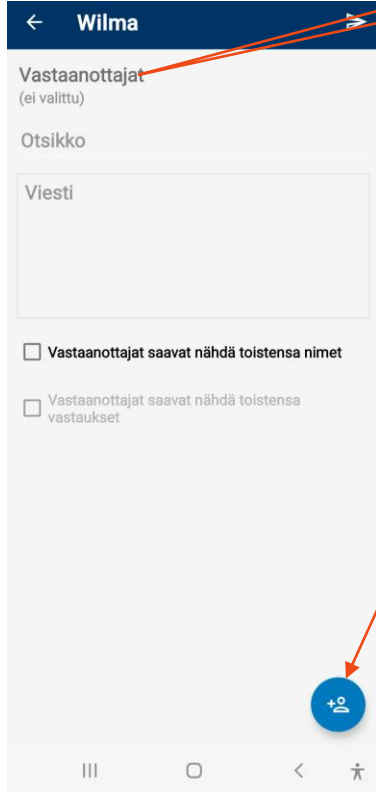 Wilma
Vastaanottajat
(ei valittu)
Otsikko
Viesti
Vastaanottajat saavat nähdä toistensa nimet
Vastaanottajat saavat nähdä toistensa
vastaukset